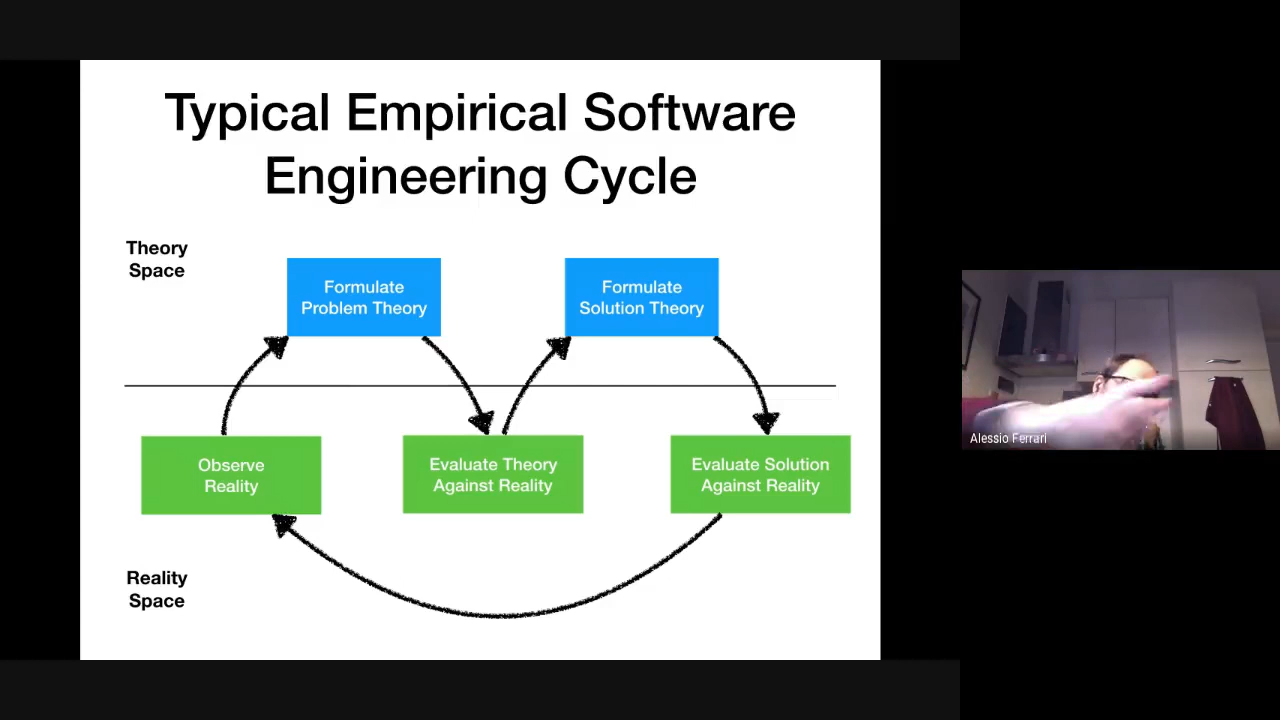 Typical Empirical Software
Engineering Cycle
Theory
Space
Formulate
Problem Theory
Formulate
Solution Theory
Observe
Reality
Evaluate Theory
Against Reality
Evaluate Solution
Against Reality
Reality
Space
Alessio Ferrari